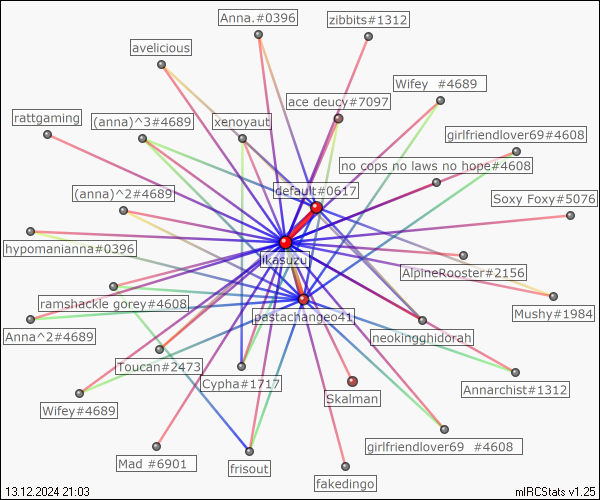 Anna.#0396
zibbits#1312
avelicious
Wifey  #4689
ace deucy#7097
rattgaming
(anna)^3#4689
xenoyaut
girlfriendlover69#4608
no cops no laws no hope#4608
default#0617
(anna)^2#4689
Soxy Foxy#5076
hypomanianna#0396
ikasuzu
AlpineRooster#2156
ramshackle gorey#4608
Mushy#1984
pastachangeo41
Anna^2#4689
neokingghidorah
Toucan#2473
Cypha#1717
Annarchist#1312
Skalman
Wifey#4689
girlfriendlover69  #4608
Mad #6901
frisout
fakedingo
13.12.2024 21:03
mIRCStats v1.25